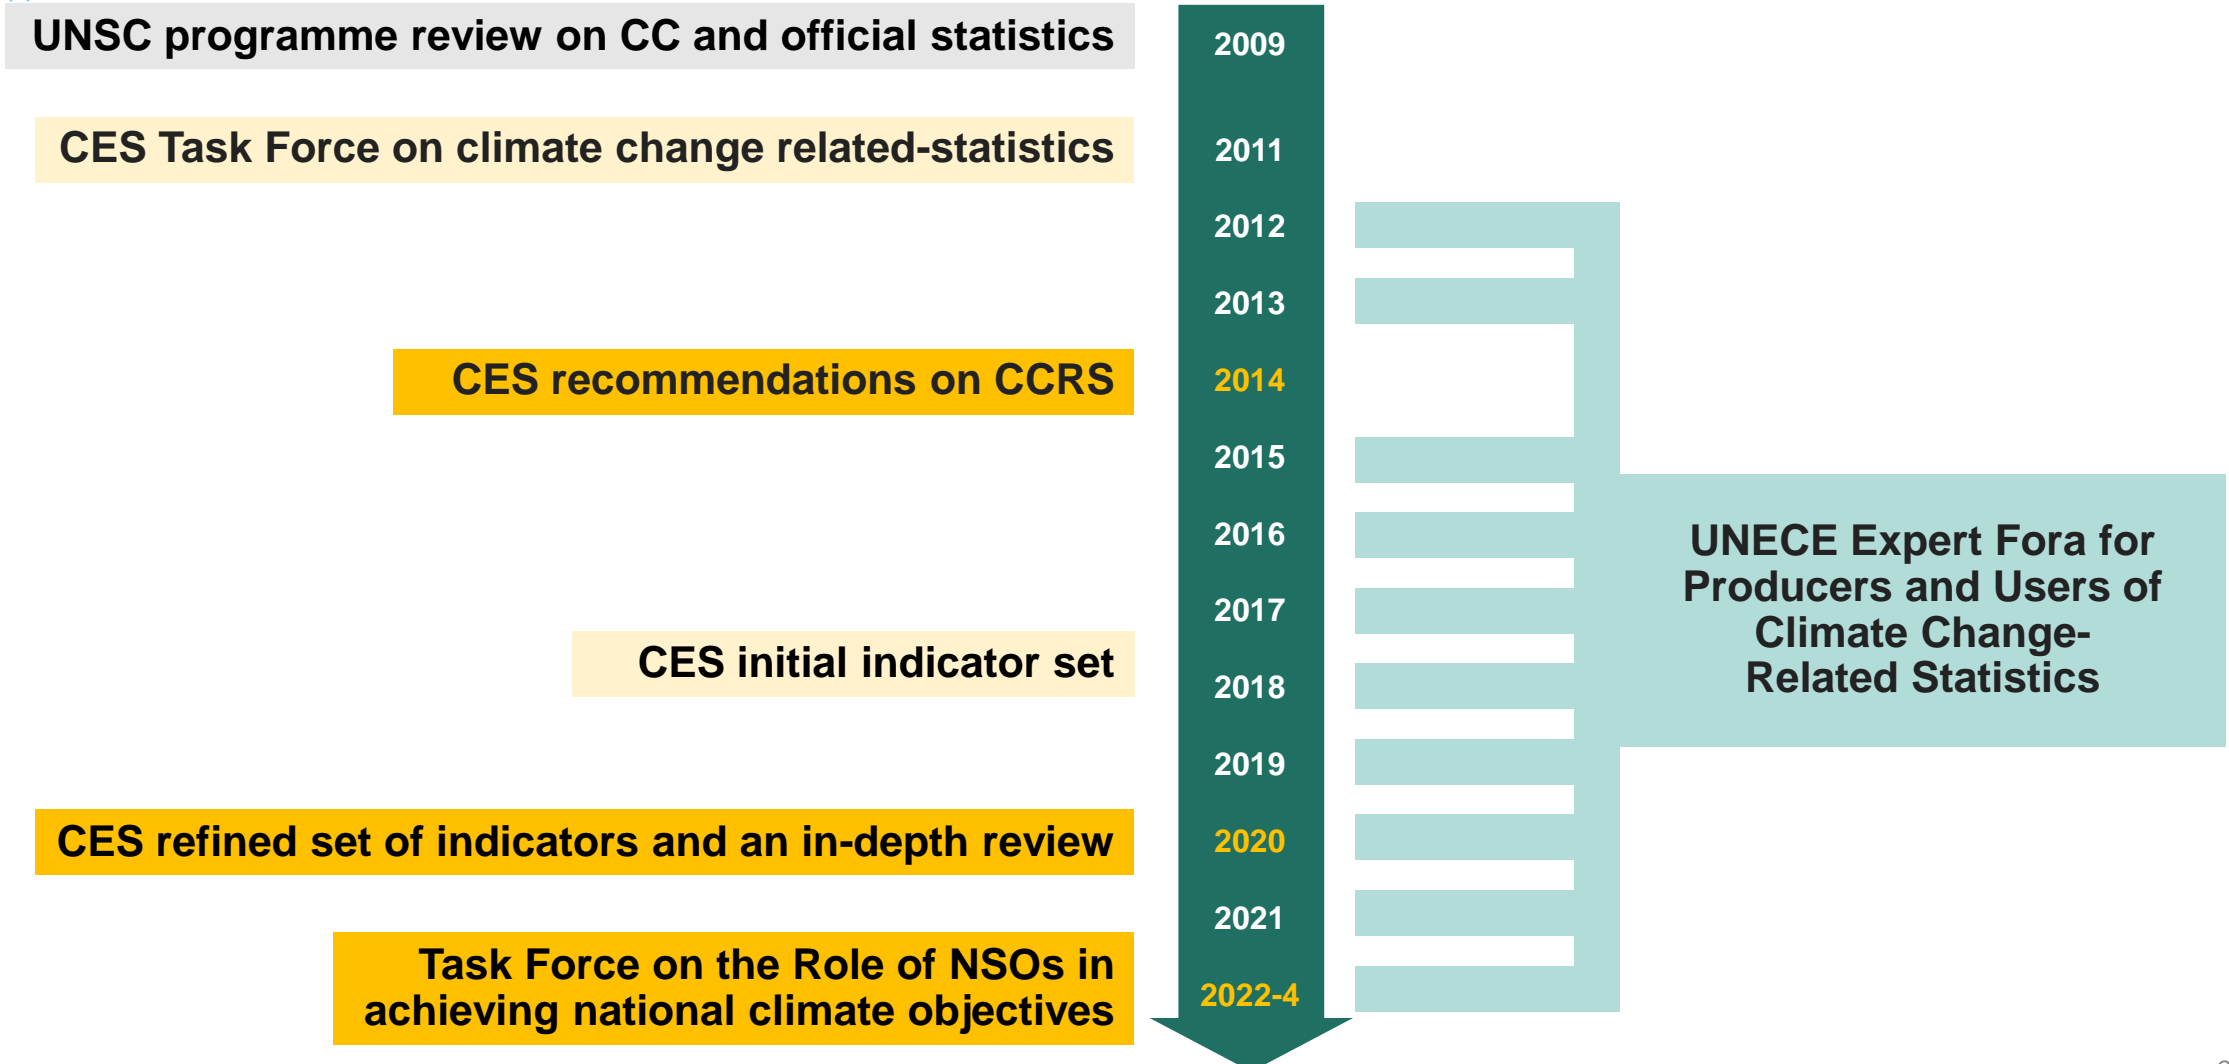 UNSC programme review on CC and official statistics
2009
CES Task Force on climate change related-statistics
2011
2012
2013
CES recommendations on CCRS
2014
2015
2016
2017
CES initial indicator set
2018
2019
CES refined set of indicators and an in-depth review
2020
2021
Task Force on the Role of NSOs in
achieving national climate objectives
2022-4
UNECE Expert Fora for
Producers and Users of
Climate Change-
Related Statistics